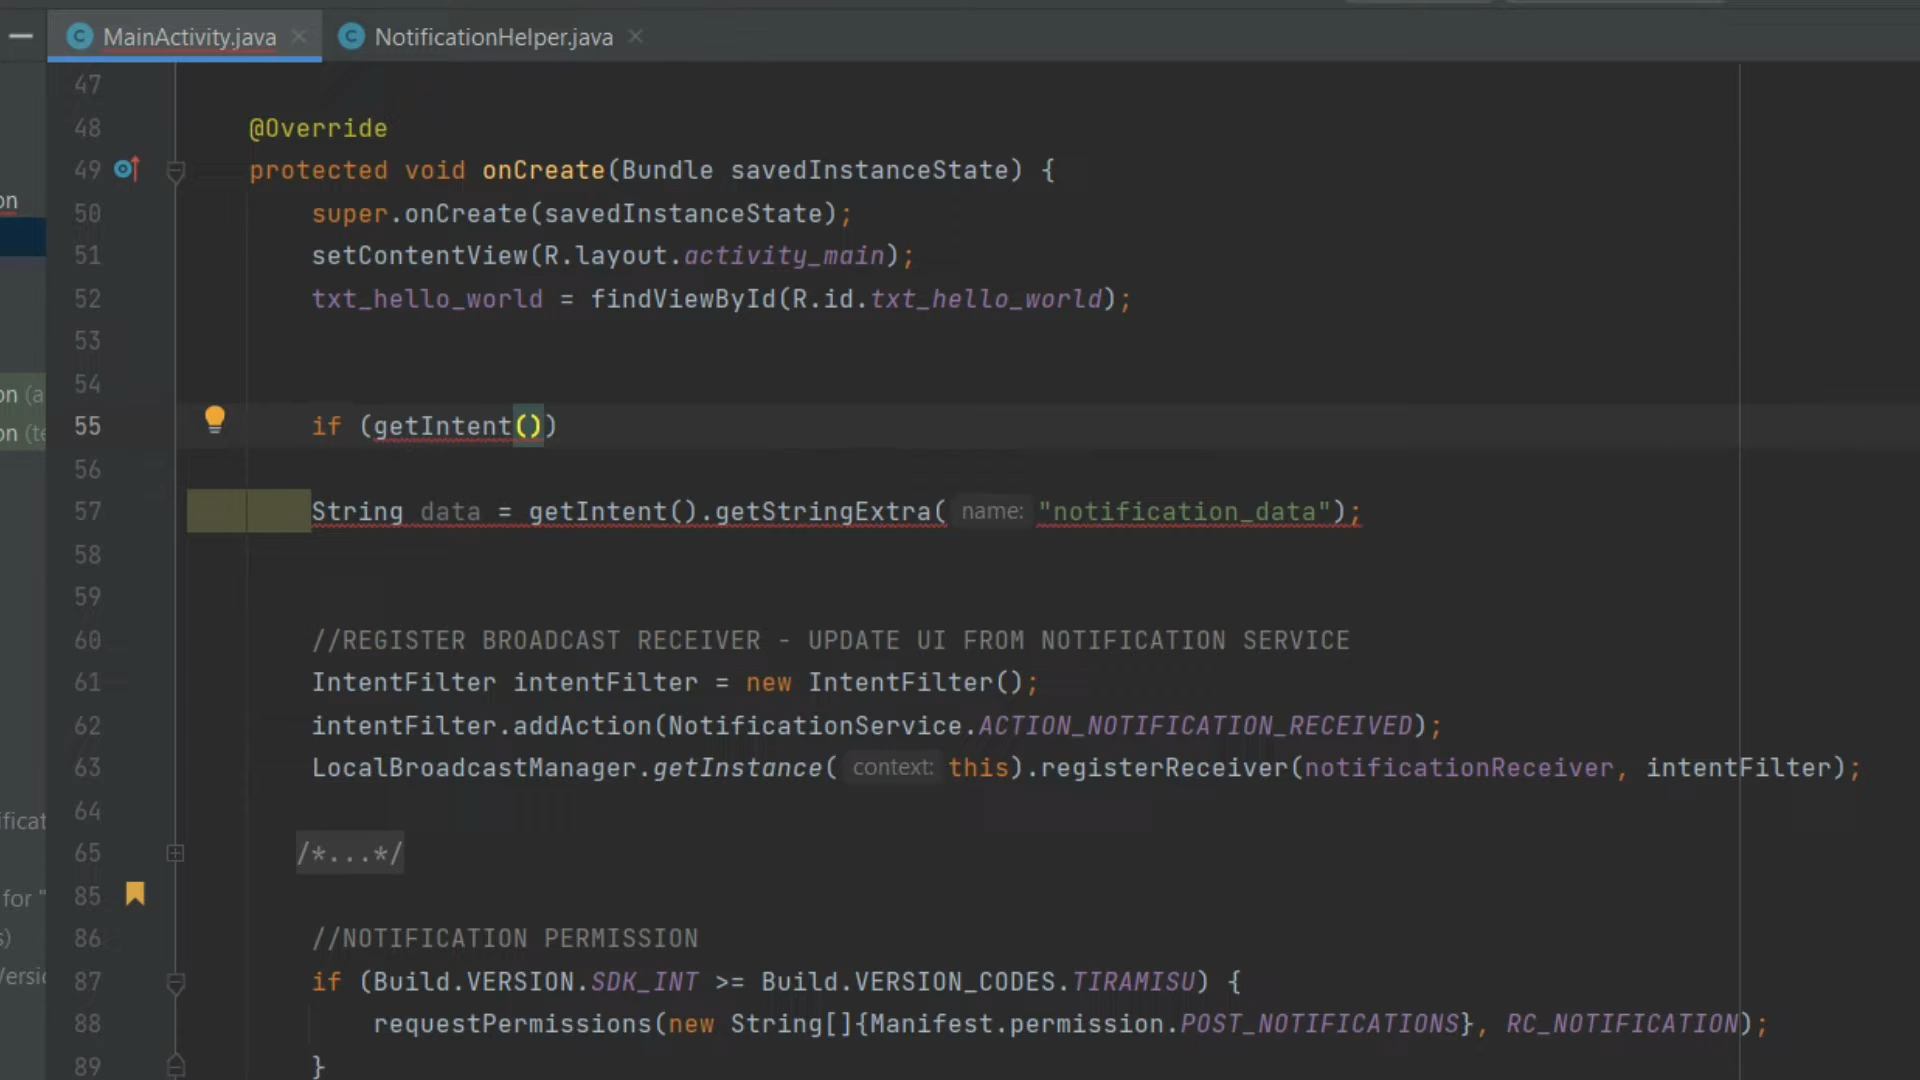 MainActivity.java NotificationHelper.java
47
48 @Override
49 protected void onCreate(Bundle savedInstanceState) {
50 super.onCreate(savedInstanceState);
51 setContentView(R.layout.activity_main);
52 txt_hello_world = findViewById(R.id.txt_hello_world);
53
54
55 if (getIntent())
56
57 String data = getIntent().getStringExtra( name: "notification_data");
58
59
60 //REGISTER BROADCAST RECEIVER - UPDATE UI FROM NOTIFICATION SERVICE
61 IntentFilter intentFilter = new IntentFilter();
62 intentFilter.addAction(NotificationService.ACTION_NOTIFICATION_RECEIVED);
63 LocalBroadcastManager.getInstance( context: this).registerReceiver(notificationReceiver, intentFilter);
64
65 /*...*/
85
86 //NOTIFICATION PERMISSION
87 if (Build.VERSION.SDK_INT >= Build.VERSION_CODES.TIRAMISU) {
88 requestPermissions(new String[]{Manifest.permission.POST_NOTIFICATIONS}, RC_NOTIFICATION);
89 }